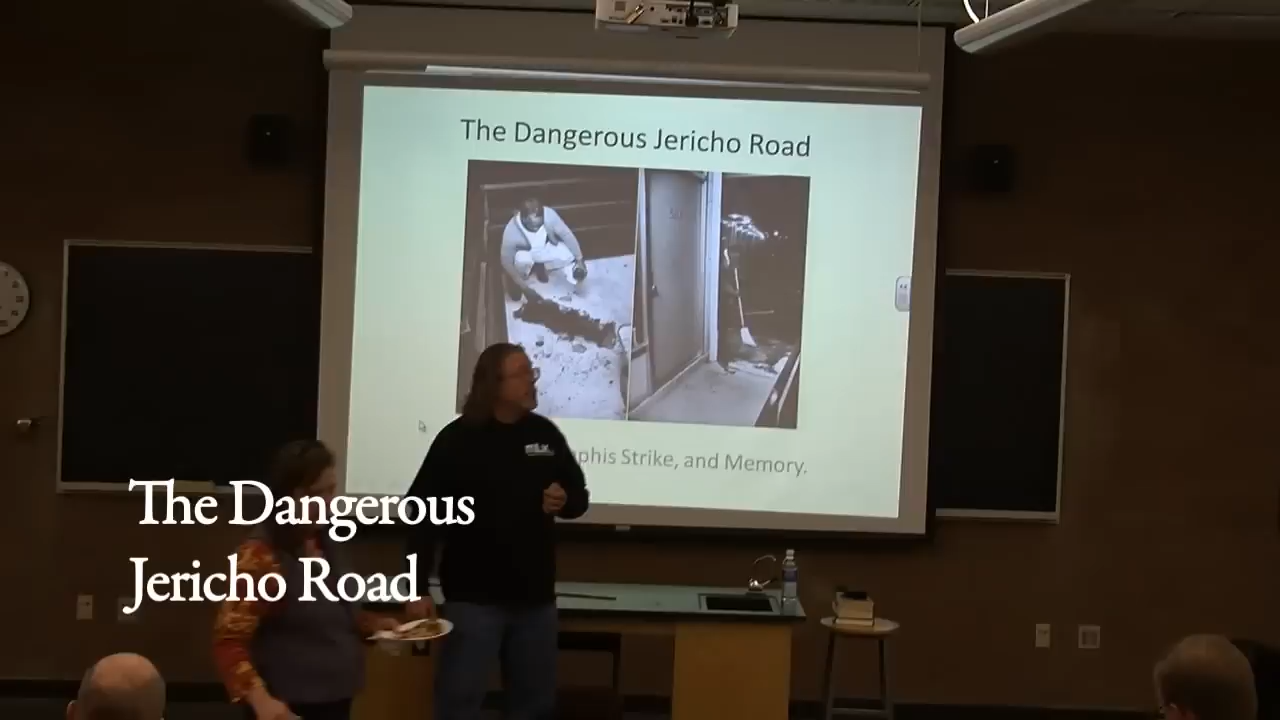 The Dangerous Jericho Road
phis Strike, and Memory.
The Dangerous
Jericho Road